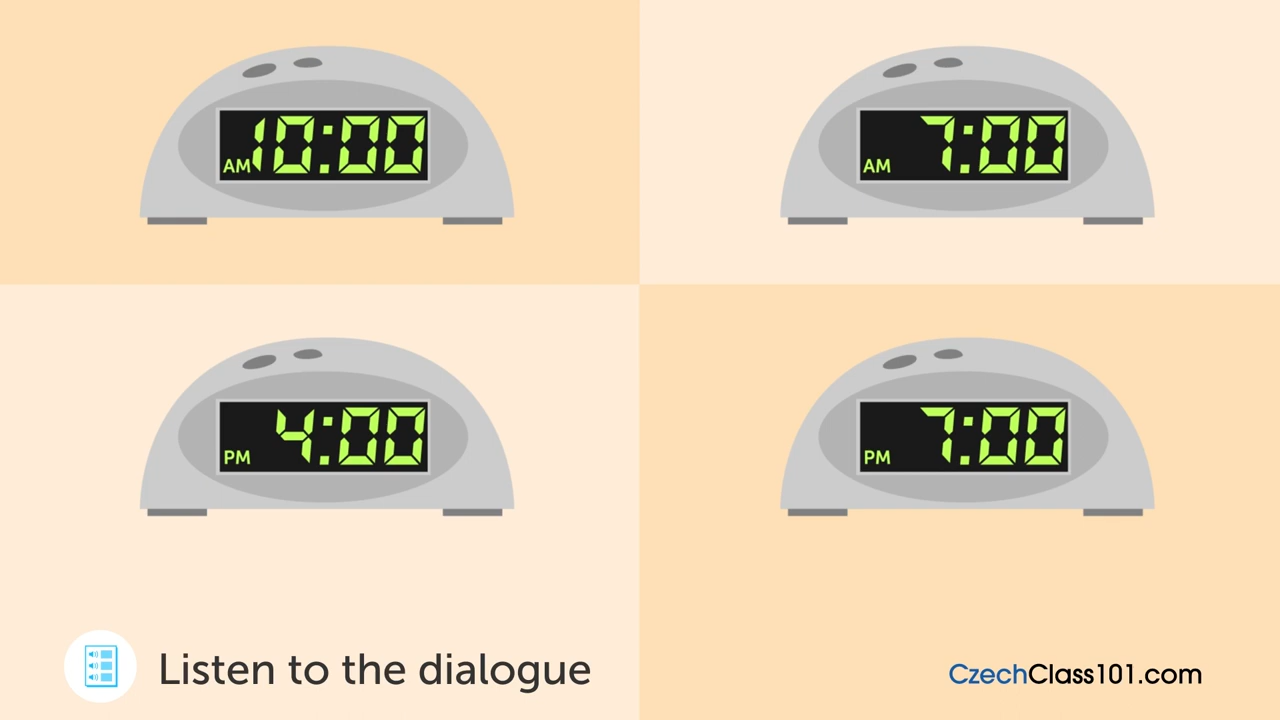 AM 10:00
AM 7:00
PM 4:00
PM 7:00
Listen to the dialogue
CzechClass101.com